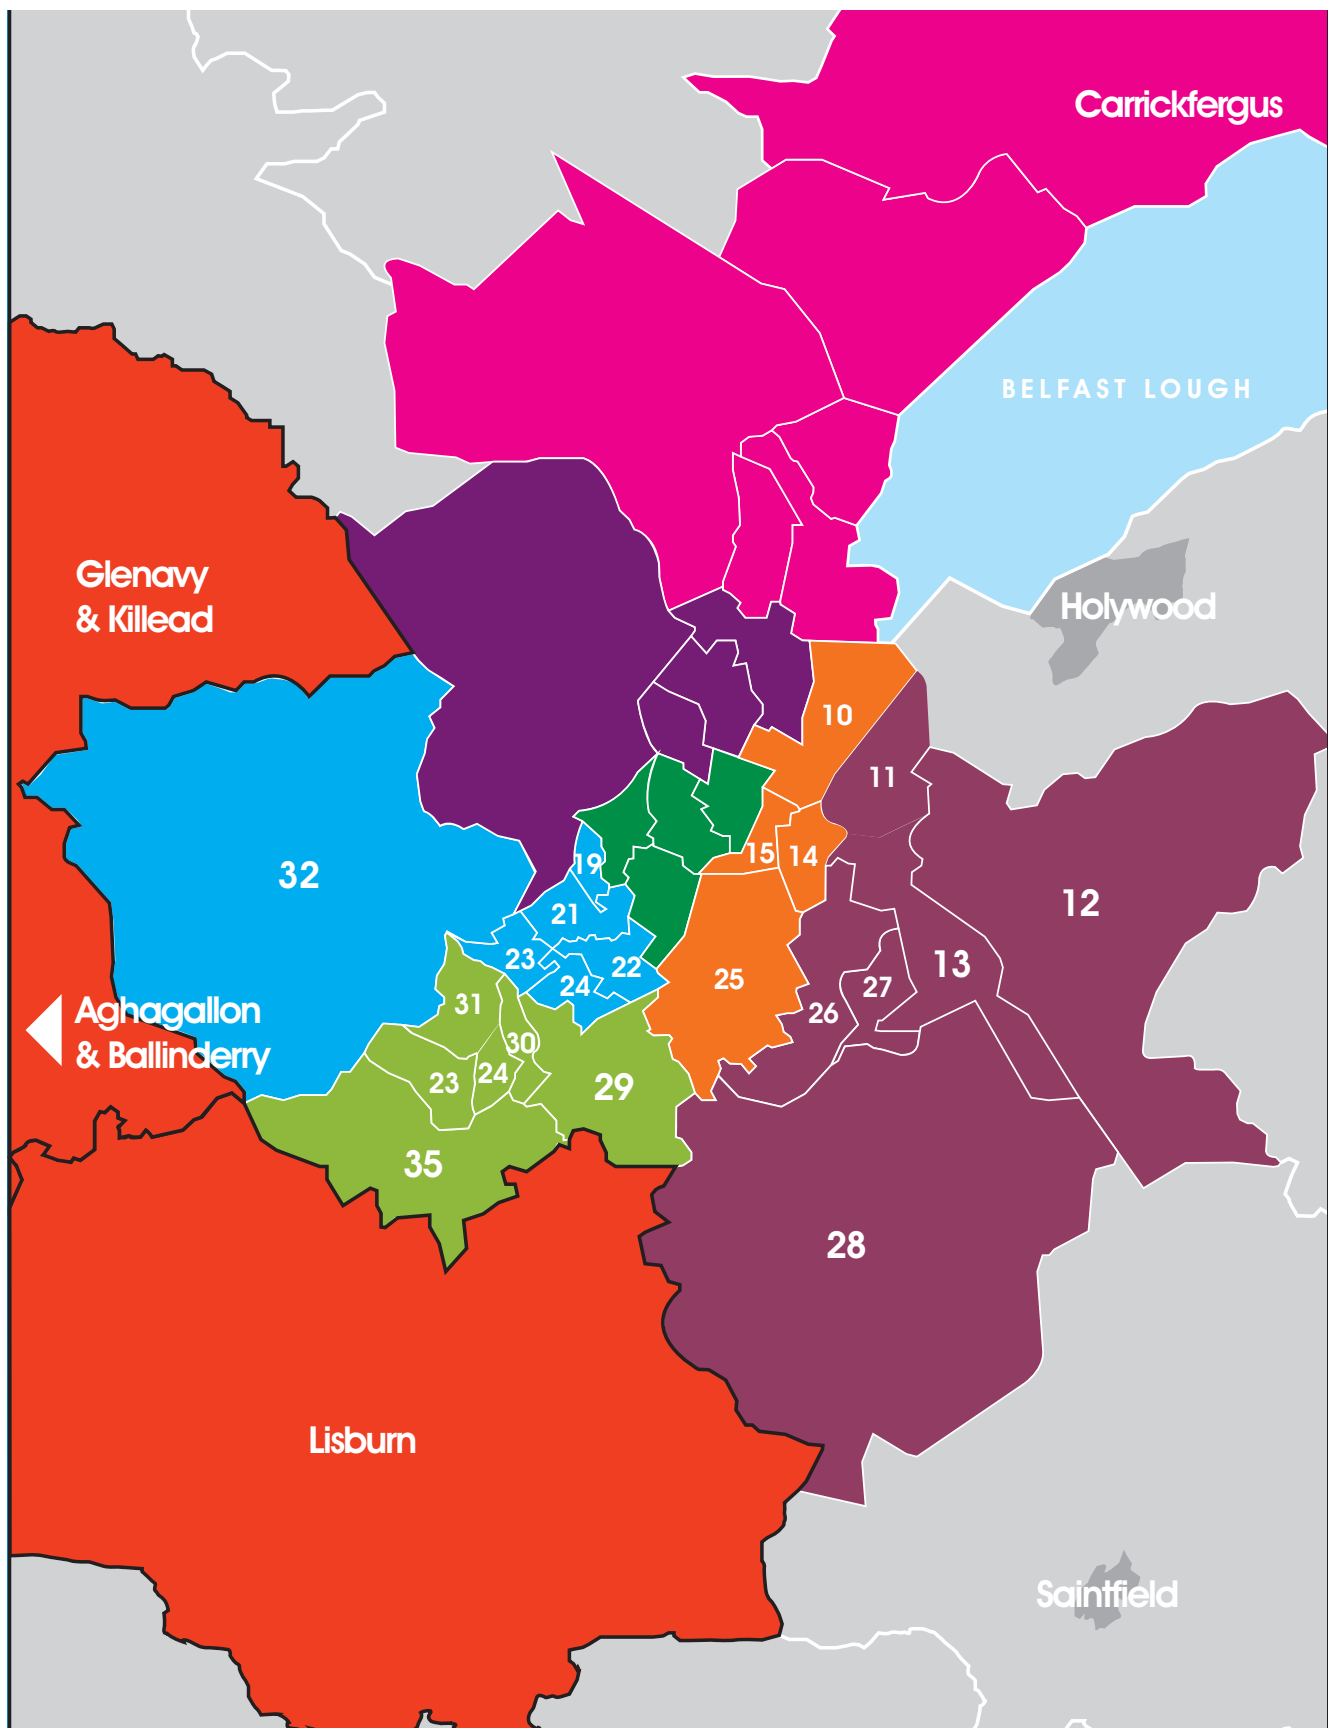 Carrickfergus
BELFAST LOUGH
Glenavy
& Killead
Holywood
10
11
15
14
19
32
12
21
23
22
24
25
13
27
26
31
30
Aghagallon
& Ballinderry
23
24
29
35
28
Lisburn
Saintfield